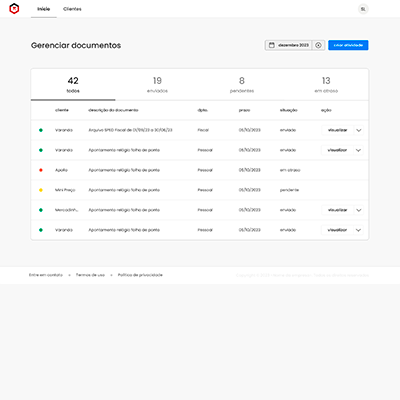 Início Clientes EL
Gerenciar documentos
dezembro 2023 criar atividade
42 19 8 13
todos enviados pendentes em atraso
cliente descrição do documento dpto. prazo situação ação
Varanda Arquivo SPED Fiscal de 01/06/23 a 30/06/23 Fiscal 05/10/2023 enviado visualizar
Varanda Apontamento relógio folha de ponto Pessoal 05/10/2023 enviado visualizar
Apollo Apontamento relógio folha de ponto Pessoal 05/10/2023 em atraso
Mini Preço Apontamento relógio folha de ponto Pessoal 05/10/2023 pendente
Mercadinh... Apontamento relógio folha de ponto Pessoal 05/10/2023 enviado visualizar
Varanda Apontamento relógio folha de ponto Pessoal 05/10/2023 enviado visualizar
Entre em contato • Termos de uso • Política de privacidade